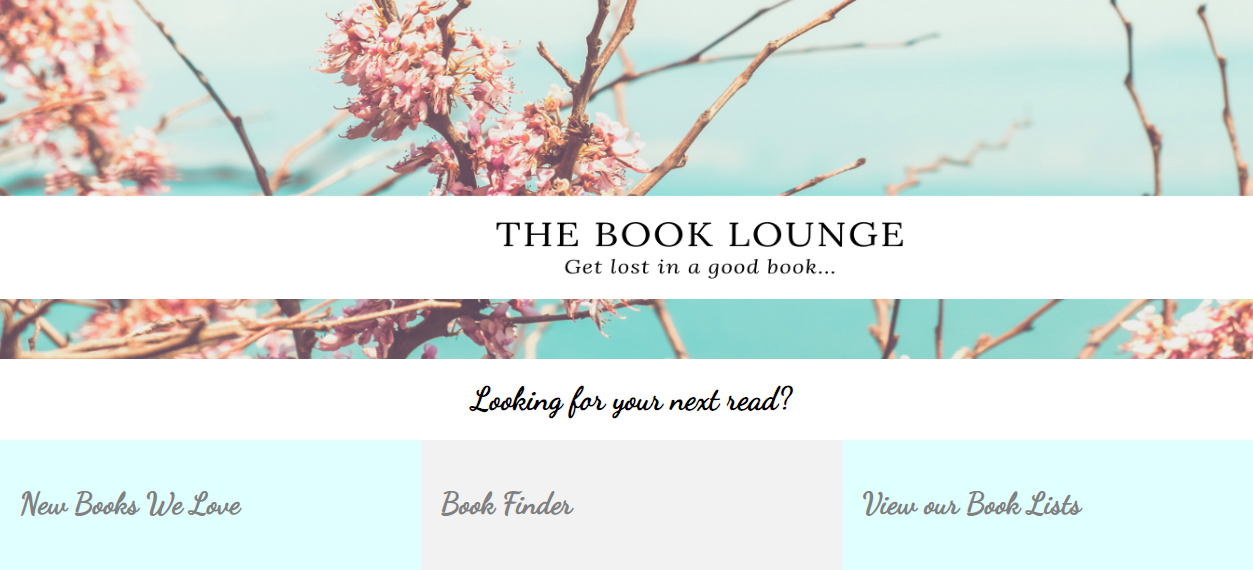 THE BOOK LOUNGE
Get lost in a good book...
Looking for your next read?
New Books We Love
Book Finder
View our Book Lists